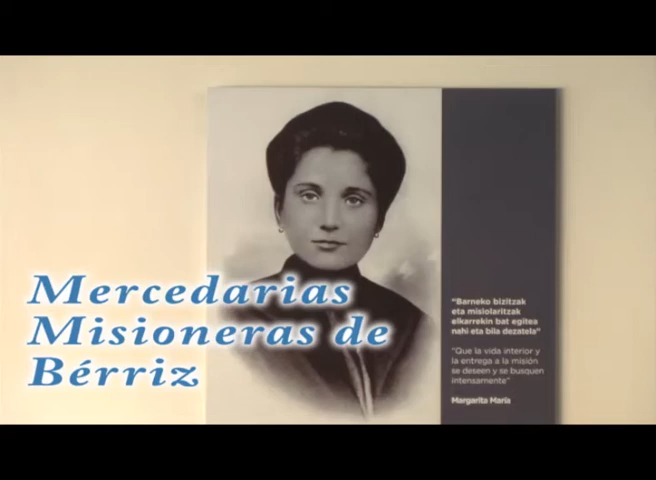 Mercedarias
Misioneras de
Bérriz
"Barneko bizitzak
eta misiolaritzak
elkarrekin bat egitea
nahi eta bila dezatela"
"Que la vida interior y
la entrega a la misión
se deseen y se busquen
intensamente"
Margarita María